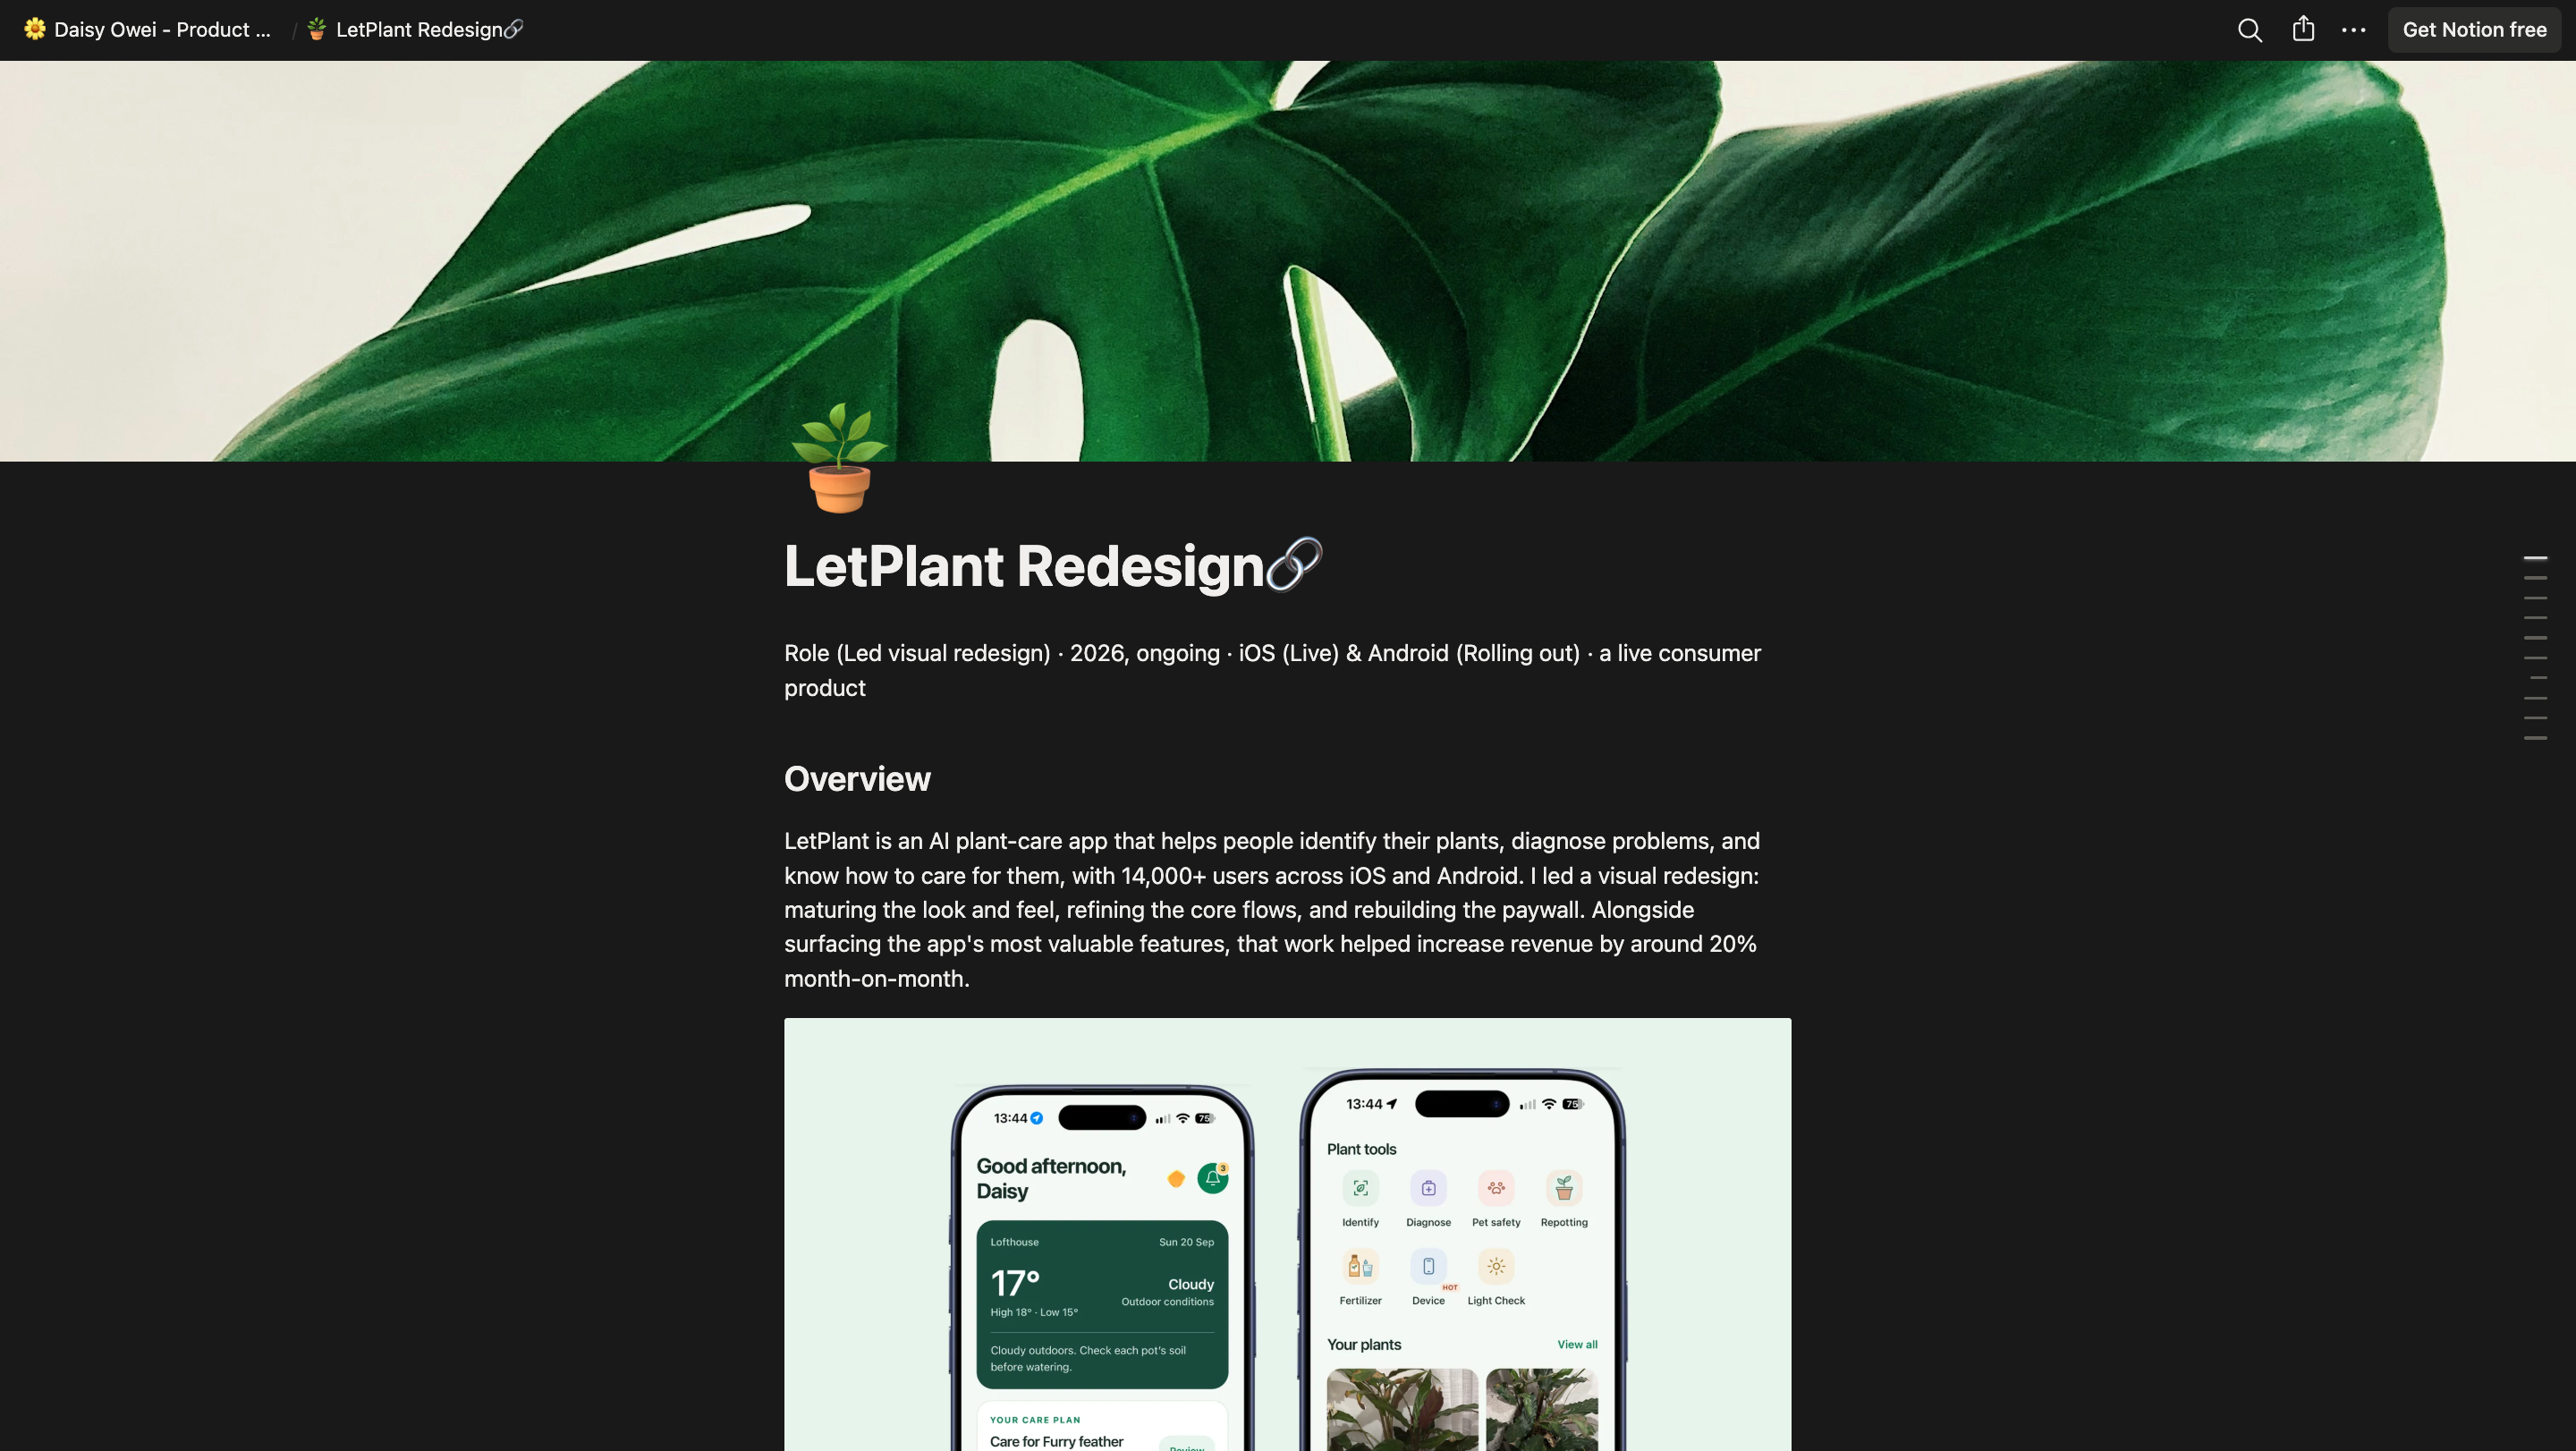 Daisy Owei - Product ...
/
LetPlant Redesign
Get Notion free
LetPlant Redesign
Role (Led visual redesign) · 2026, ongoing · iOS (Live) & Android (Rolling out) · a live consumer
product
Overview
LetPlant is an AI plant-care app that helps people identify their plants, diagnose problems, and
know how to care for them, with 14,000+ users across iOS and Android. I led a visual redesign:
maturing the look and feel, refining the core flows, and rebuilding the paywall. Alongside
surfacing the app's most valuable features, that work helped increase revenue by around 20%
month-on-month.
13:44
75
Good afternoon,
Daisy
3
Lofthouse
Sun 20 Sep
17°
Cloudy
High 18° · Low 15°
Outdoor conditions
Cloudy outdoors. Check each pot's soil
before watering.
YOUR CARE PLAN
Care for Furry feather
Review
13:44
75
Plant tools
Identify
Diagnose
Pet safety
Repotting
HOT
Fertilizer
Device
Light Check
Your plants
View all